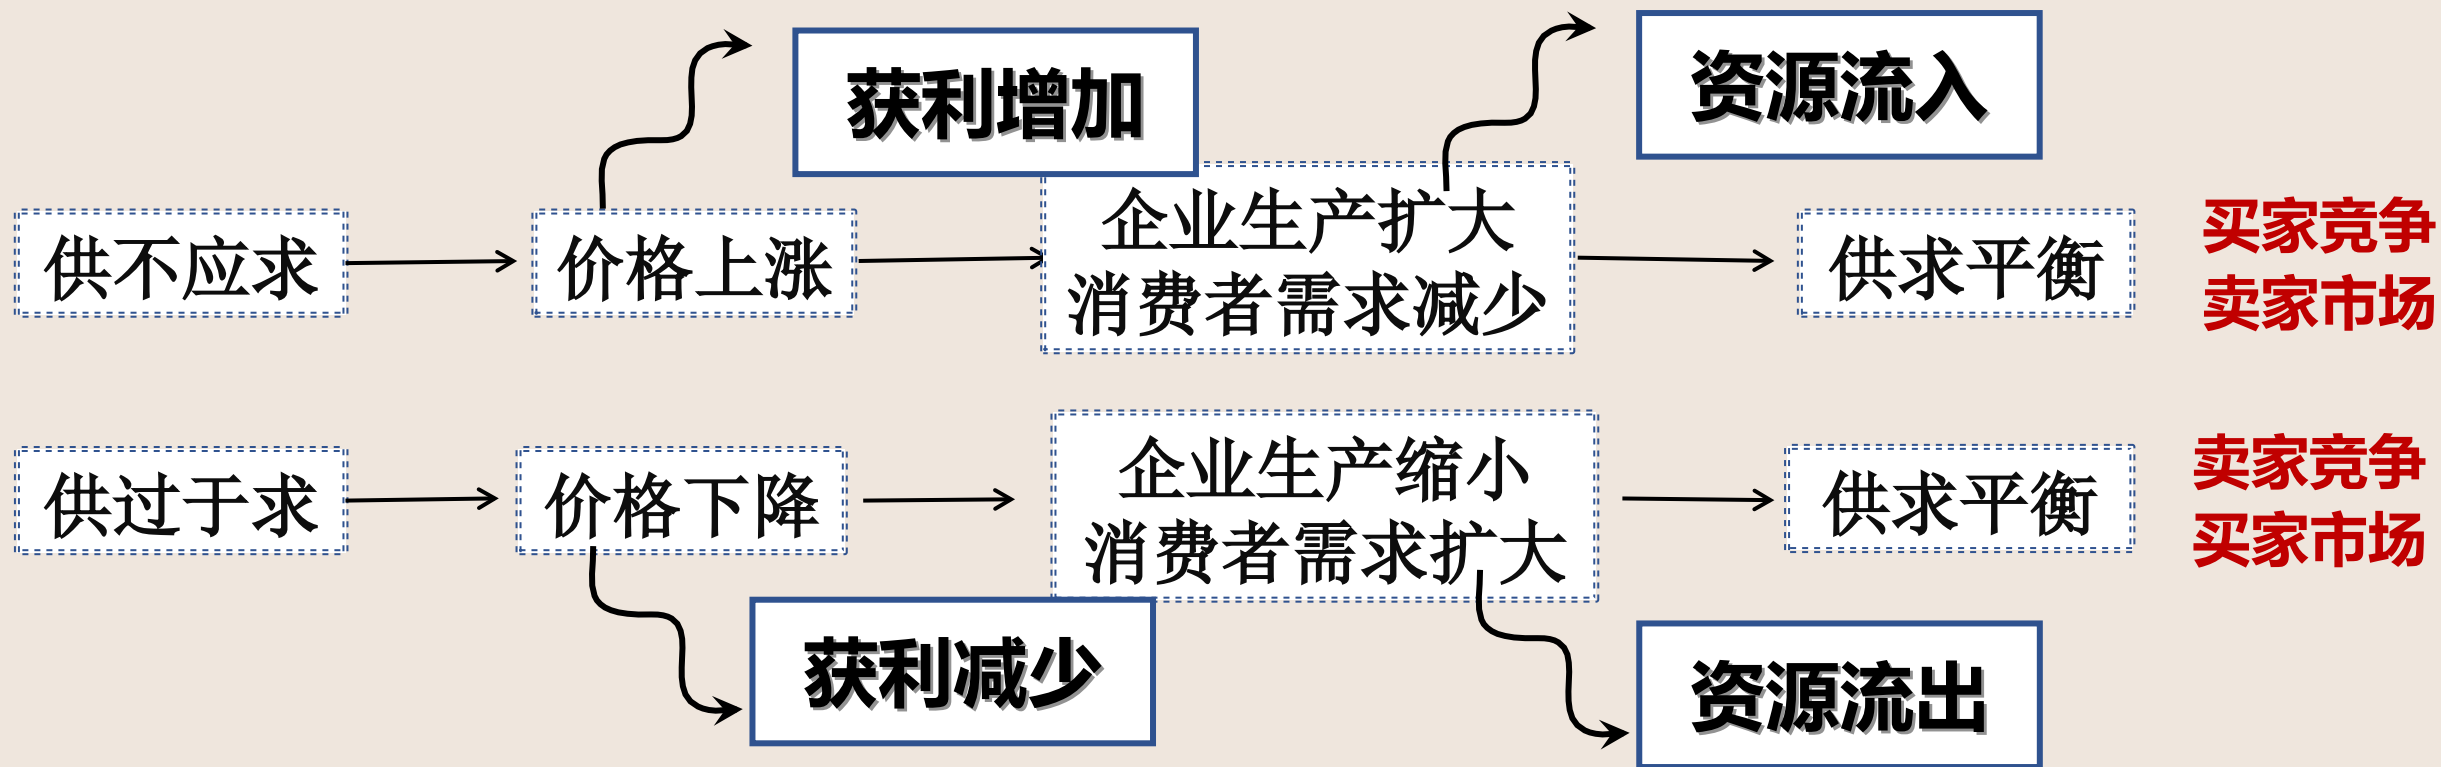 获利增加
资源流入
供不应求
价格上涨
企业生产扩大
消费者需求减少
供求平衡
买家竞争
卖家市场
供过于求
价格下降
企业生产缩小
消费者需求扩大
供求平衡
卖家竞争
买家市场
获利减少
资源流出